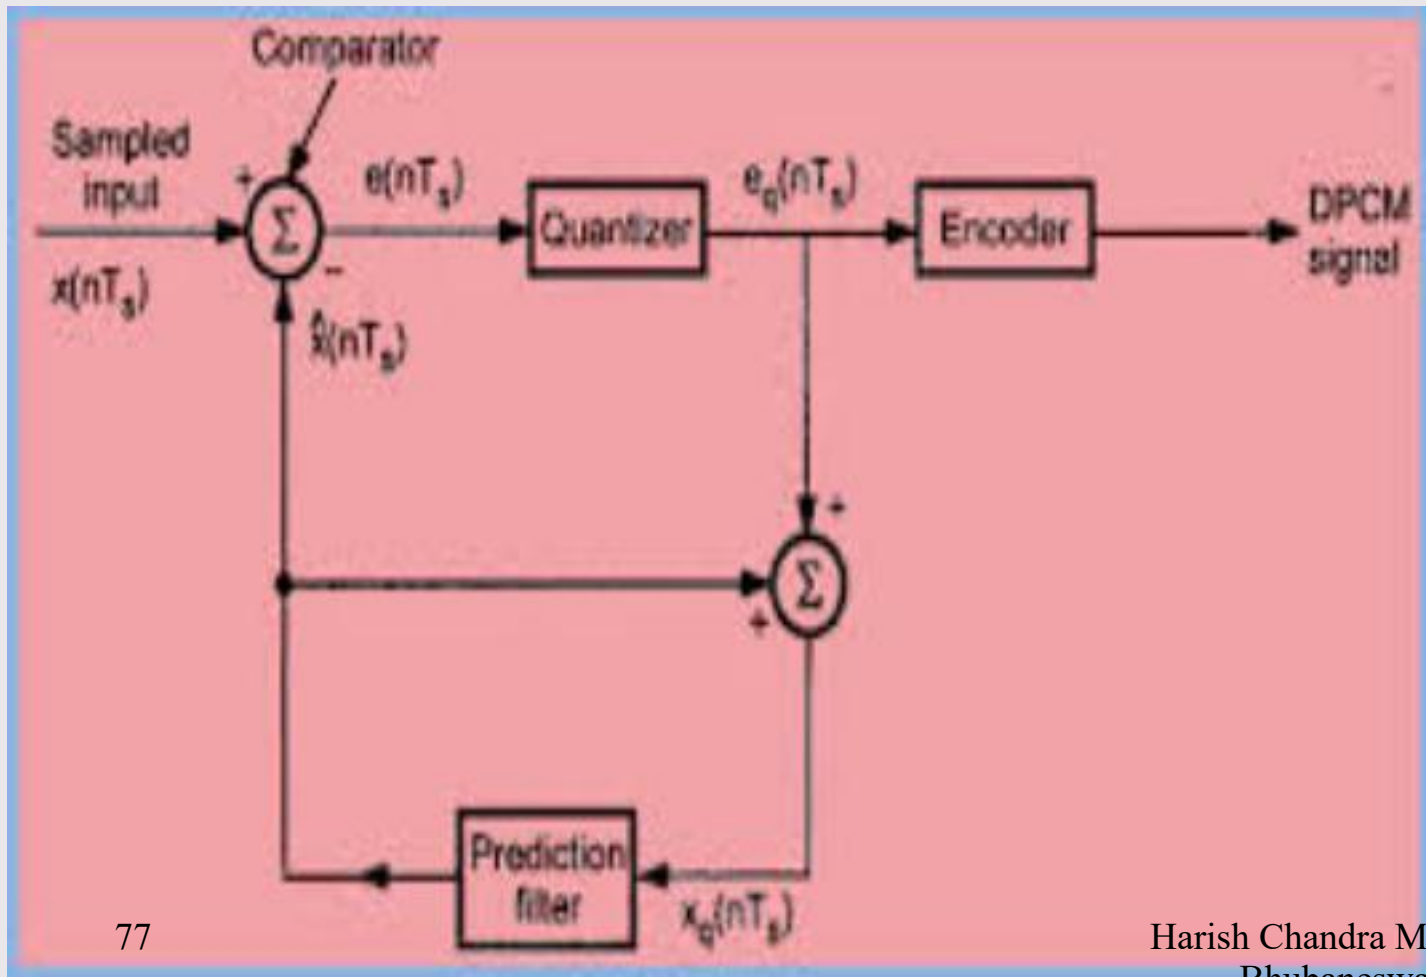 Comparator
Sampled
input
+
e(nTs)
Quantizer
eq(nTs)
Encoder
DPCM
signal
Σ
x(nTs)
−
x̂(nTs)
+
Σ
+
Prediction
filter
xq(nTs)
77
Harish Chandra M